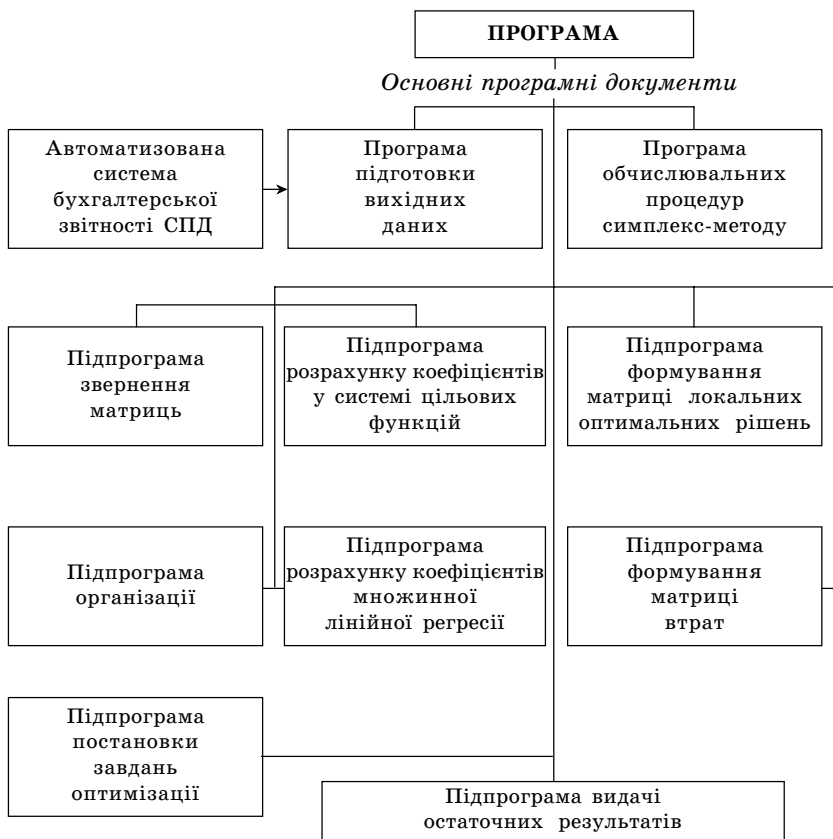 ПРОГРАМА
Основні програмні документи
Автоматизована
система
бухгалтерської
звітності СПД
Програма
підготовки
вихідних
даних
Програма
обчислювальних
процедур
симплекс-методу
Підпрограма
звернення
матриць
Підпрограма
розрахунку коефіцієнтів
у системі цільових
функцій
Підпрограма
формування
матриці локальних
оптимальних рішень
Підпрограма
організації
Підпрограма
розрахунку коефіцієнтів
множинної
лінійної регресії
Підпрограма
формування
матриці
втрат
Підпрограма
постановки
завдань
оптимізації
Підпрограма видачі
остаточних результатів